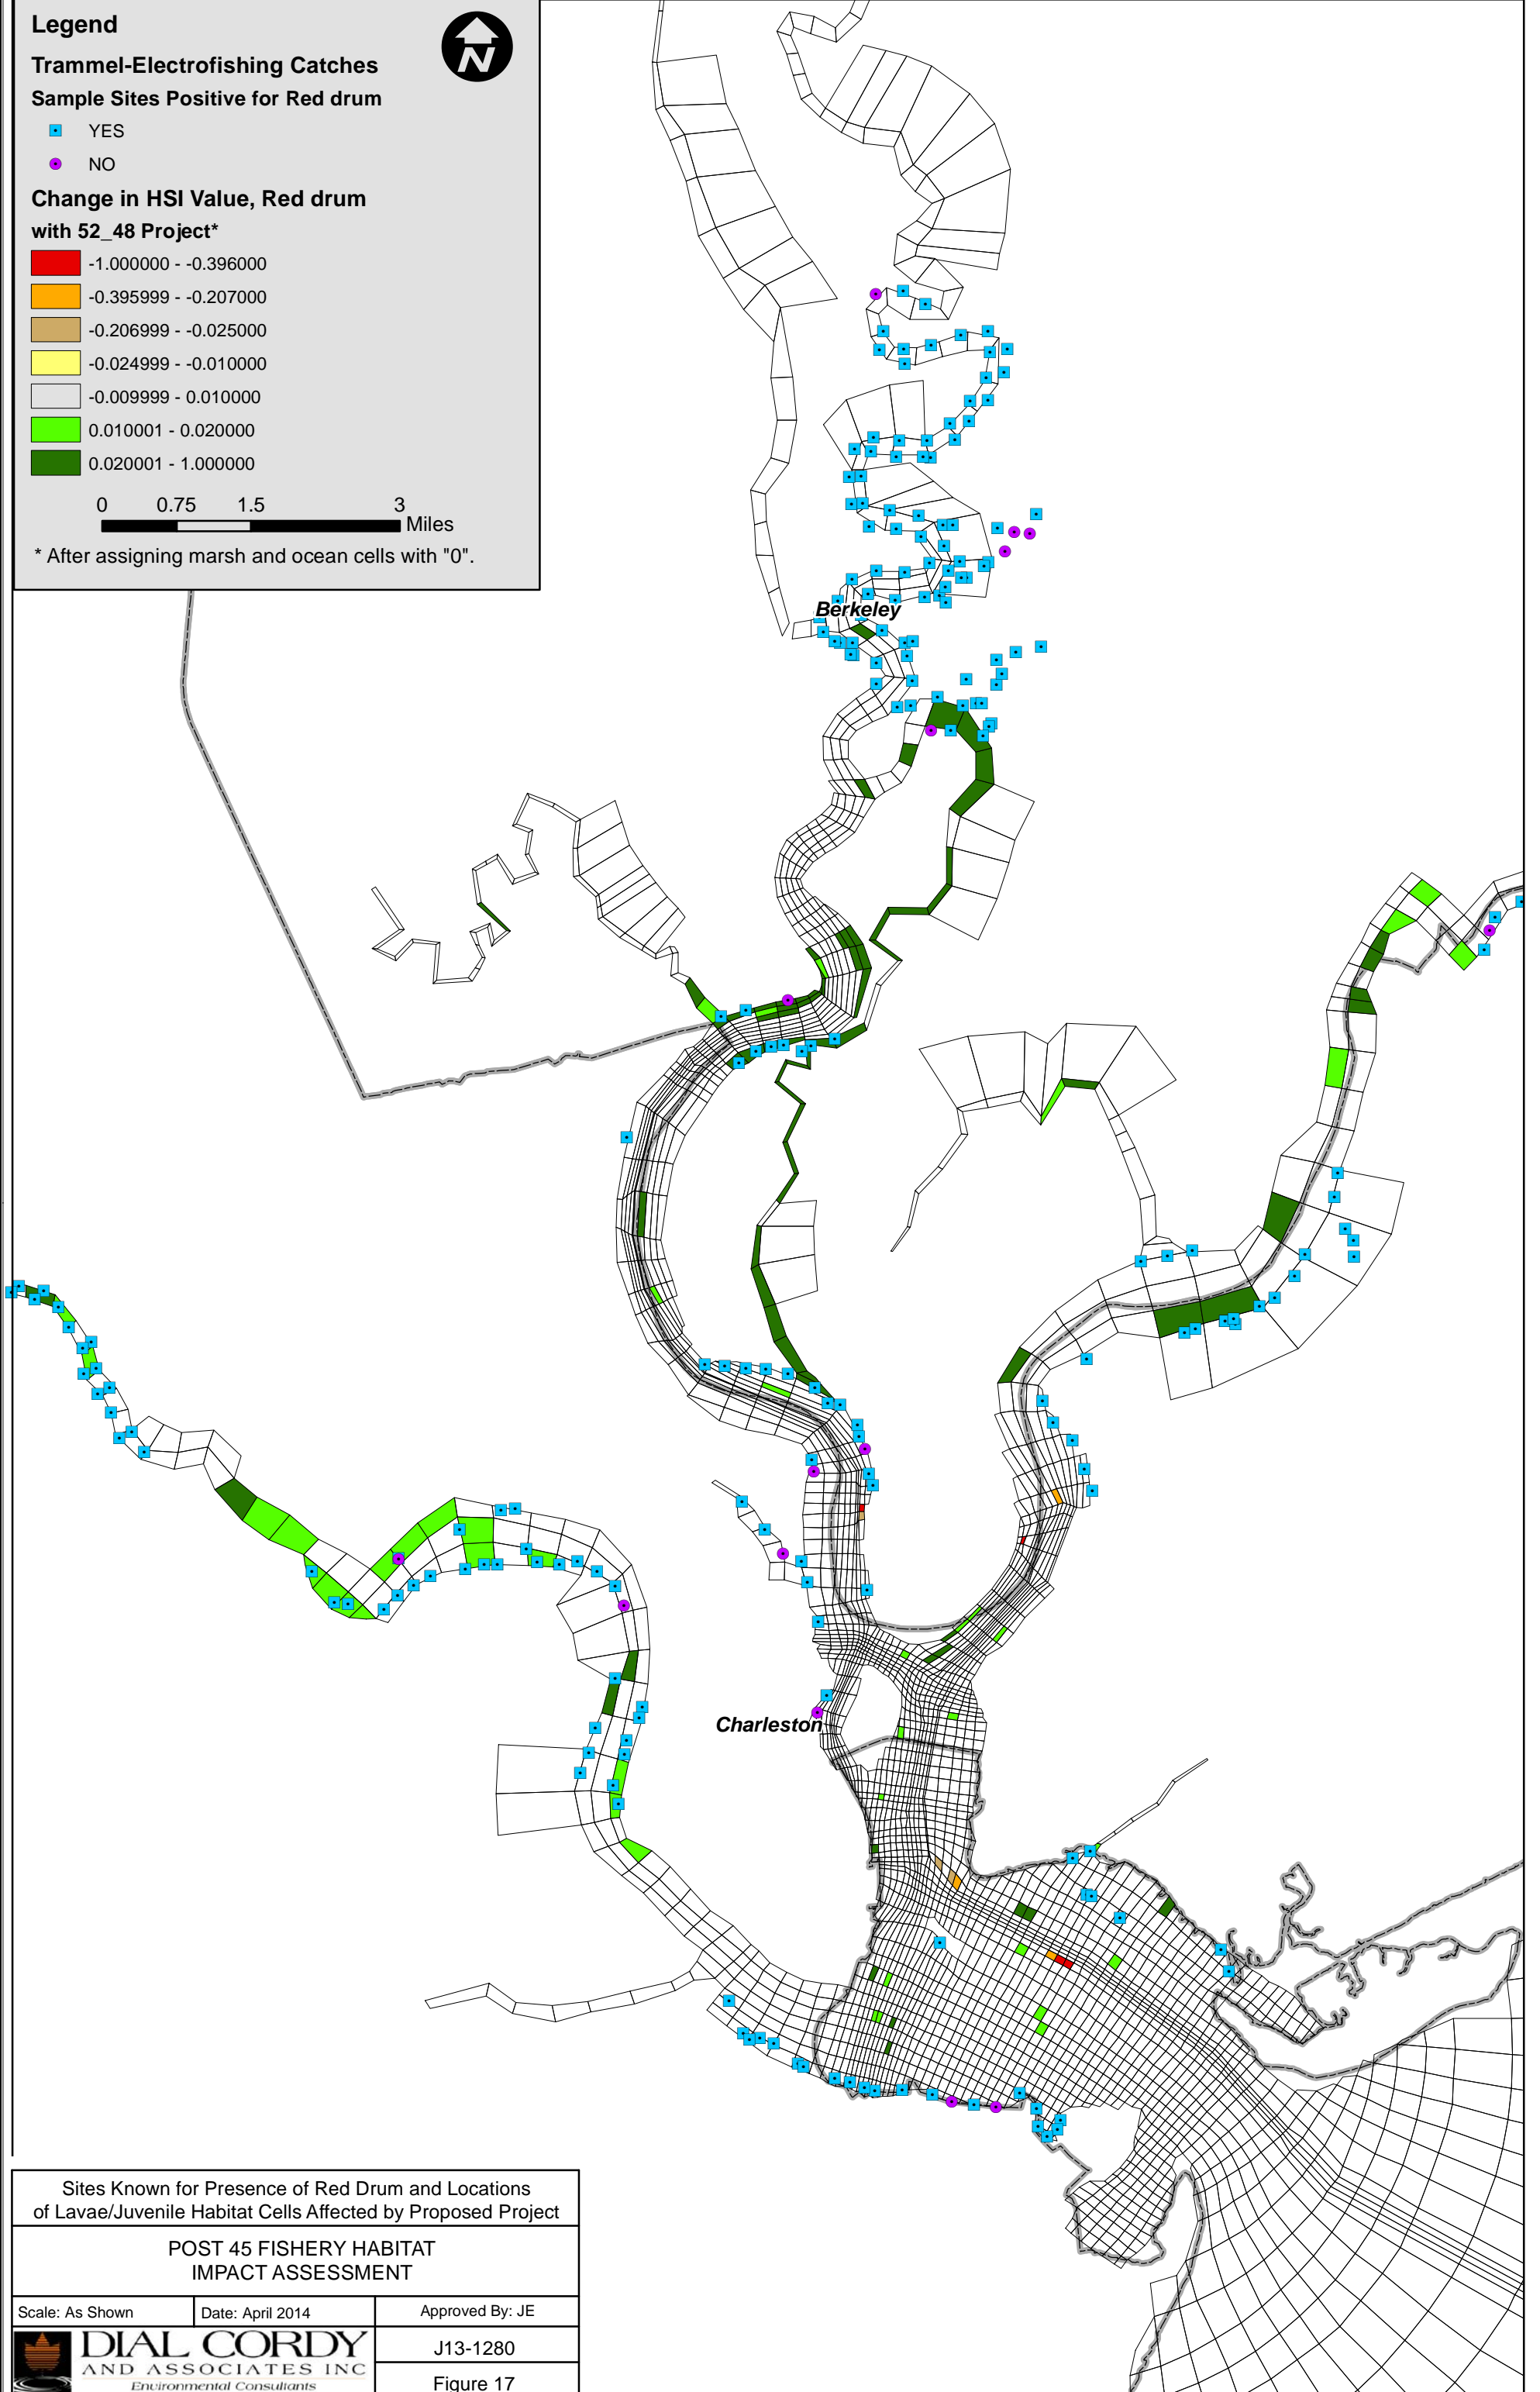 Legend
N
Trammel-Electrofishing Catches
Sample Sites Positive for Red drum
YES
NO
Change in HSI Value, Red drum
with 52_48 Project*
-1.000000 - -0.396000
-0.395999 - -0.207000
-0.206999 - -0.025000
-0.024999 - -0.010000
-0.009999 - 0.010000
0.010001 - 0.020000
0.020001 - 1.000000
0 0.75 1.5 3
Miles
* After assigning marsh and ocean cells with "0".
Berkeley
Charleston
Sites Known for Presence of Red Drum and Locations
of Lavae/Juvenile Habitat Cells Affected by Proposed Project
POST 45 FISHERY HABITAT
IMPACT ASSESSMENT
Scale: As Shown
Date: April 2014
Approved By: JE
DIAL CORDY
AND ASSOCIATES INC
Environmental Consultants
J13-1280
Figure 17